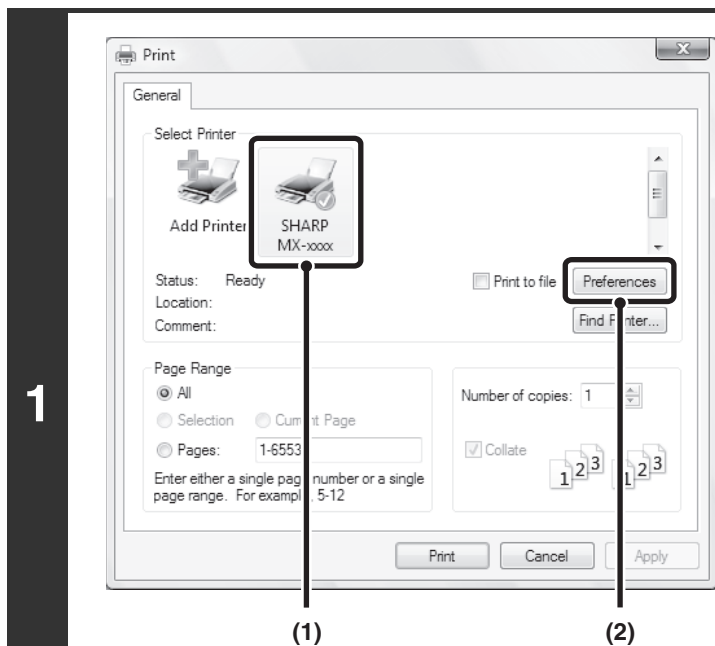 1
Print
General
Select Printer
Add Printer
SHARP
MX-xxxx
Status: Ready
Location:
Comment:
Print to file
Preferences
Find Printer...
Page Range
All
Selection
Current Page
Pages:
1-6553
Enter either a single page number or a single
page range. For example, 5-12
Number of copies: 1
Collate
1 2 3
1 2 3
Print
Cancel
Apply
(1)
(2)